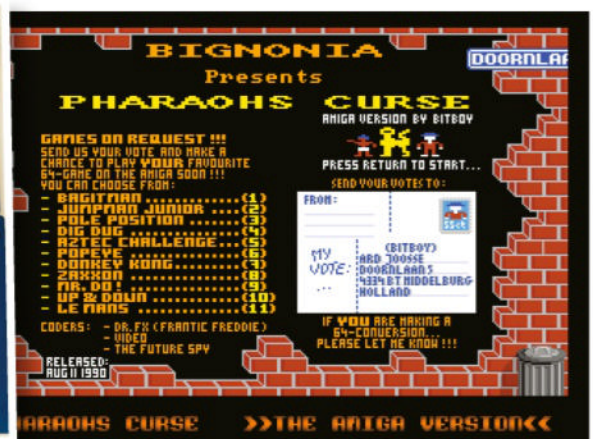 BIGNONIA
DOORNLAA
Presents
PHARAOHS CURSE
AMIGA VERSION BY BITBOY
GAMES ON REQUEST !!!
SEND US YOUR VOTE AND MAKE A
CHANCE TO PLAY YOUR FAVOURITE
64-GAME ON THE AMIGA SOON !!!
YOU CAN CHOOSE FROM:
- BAGITMAN ............(1)
- JUMPMAN JUNIOR ....(2)
- POLE POSITION ......(3)
- DIG DUG .............(4)
- AZTEC CHALLENGE...(5)
- POPEYE ..............(6)
- DONKEY KONG........(7)
- ZAXXON ..............(8)
- MR. DO! .............(9)
- UP & DOWN ..........(10)
- LE MANS ............(11)
CODERS: - DR. FX (FRANTIC FREDDIE)
- VIDEO
- THE FUTURE SPY
RELEASED:
AUG 11 1990
PRESS RETURN TO START...
SEND YOUR VOTES TO:
FROM:
55ct
MY
VOTE:
...
(BITBOY)
ARD JOOSSE
DOORNLAAN 5
4334 BT MIDDELBURG
HOLLAND
IF YOU ARE MAKING A
64-CONVERSION...
PLEASE LET ME KNOW !!!
HARAOHS CURSE >>THE AMIGA VERSION<<